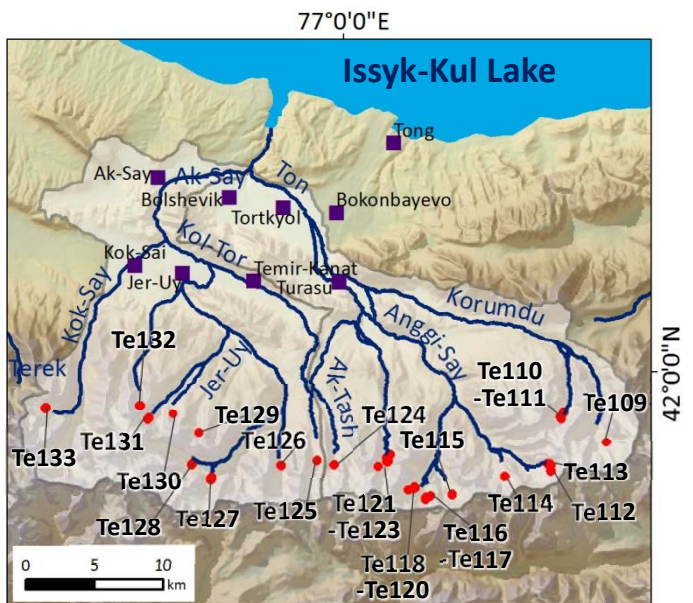 77°0'0"E
Issyk-Kul Lake
Tong
Ak-Say
Ak-Say
Ton
Bolshevik
Tortkyol
Bokonbayevo
Kol-Tor
Kok-Sai
Temir-Kanat
Jer-Uy
Turasu
Kok-Say
Korumdu
Anggi-Say
42°0'0"N
Terek
Te132
Jer-Uy
Ak-Tash
Te110
-Te111
Te129
Te124
Te115
Te109
Te131
Te126
Te133
Te130
Te125
Te121
-Te123
Te114
Te113
Te112
Te128
Te127
Te116
-Te117
Te118
-Te120
0 5 10
km